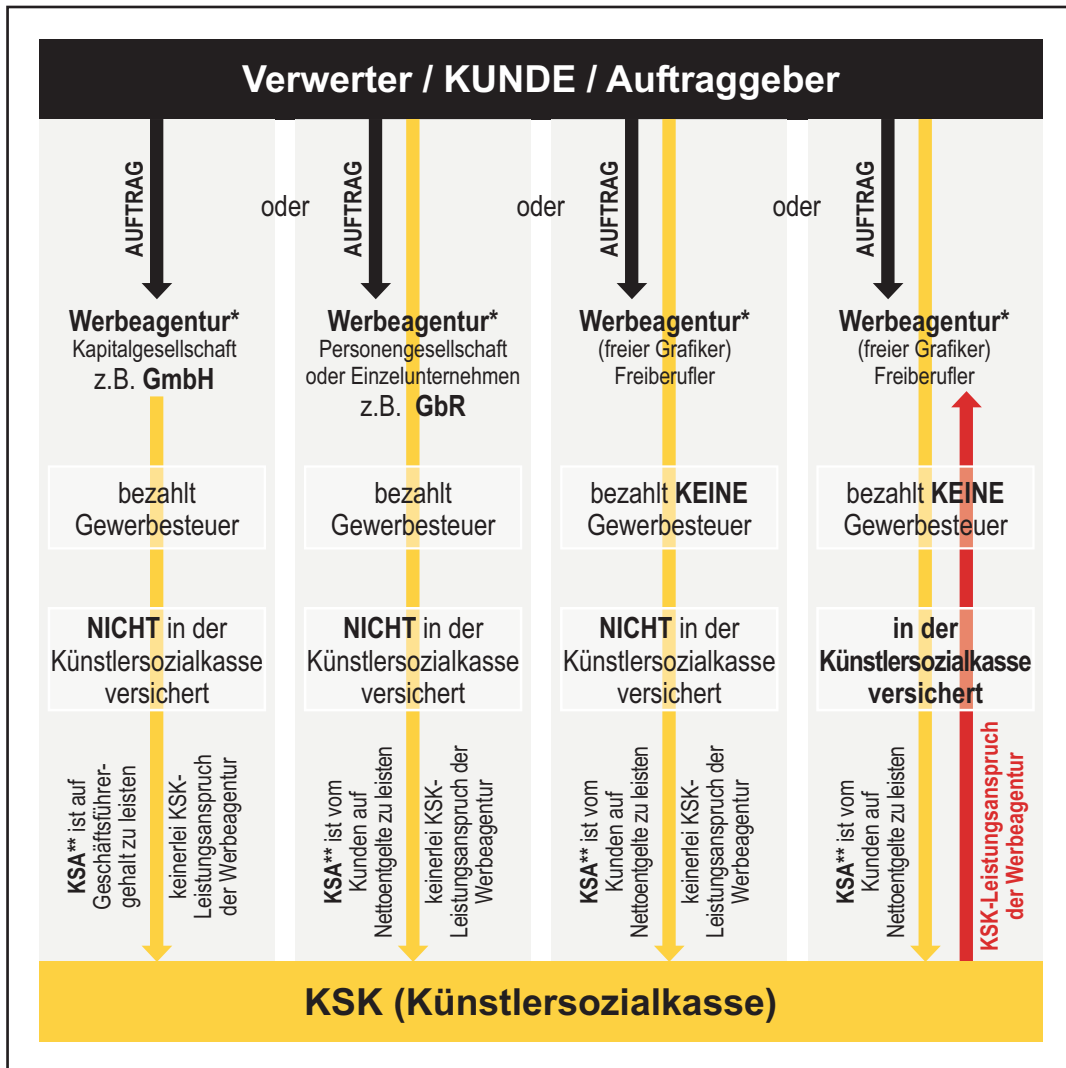 Verwerter / KUNDE / Auftraggeber
AUFTRAG
Werbeagentur*
Kapitalgesellschaft
z.B. GmbH
bezahlt
Gewerbesteuer
NICHT in der
Künstlersozialkasse
versichert
KSA** ist auf
Geschäftsführer-
gehalt zu leisten
keinerlei KSK-
Leistungsanspruch
der Werbeagentur
oder
AUFTRAG
Werbeagentur*
Personengesellschaft
oder Einzelunternehmen
z.B. GbR
bezahlt
Gewerbesteuer
NICHT in der
Künstlersozialkasse
versichert
KSA** ist vom
Kunden auf
Nettoentgelte zu leisten
keinerlei KSK-
Leistungsanspruch der
Werbeagentur
oder
AUFTRAG
Werbeagentur*
(freier Grafiker)
Freiberufler
bezahlt KEINE
Gewerbesteuer
NICHT in der
Künstlersozialkasse
versichert
KSA** ist vom
Kunden auf
Nettoentgelte zu leisten
keinerlei KSK-
Leistungsanspruch der
Werbeagentur
oder
AUFTRAG
Werbeagentur*
(freier Grafiker)
Freiberufler
bezahlt KEINE
Gewerbesteuer
in der
Künstlersozialkasse
versichert
KSA** ist vom
Kunden auf
Nettoentgelte zu leisten
KSK-Leistungsanspruch
der Werbeagentur
KSK (Künstlersozialkasse)